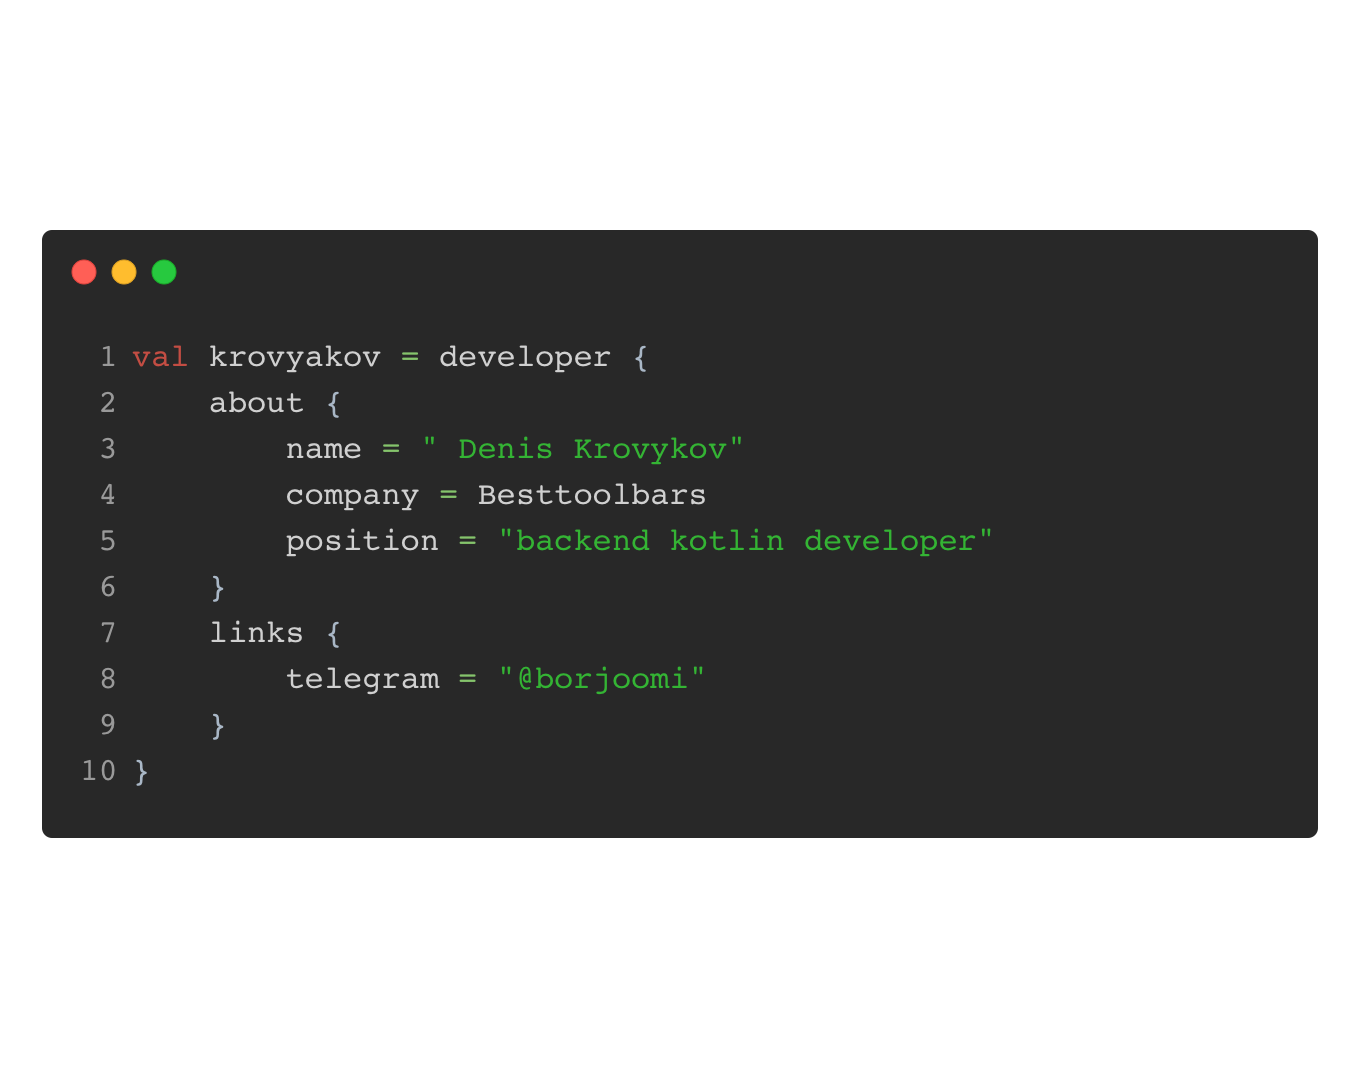 1 val krovyakov = developer {
2     about {
3         name = " Denis Krovykov"
4         company = Besttoolbars
5         position = "backend kotlin developer"
6     }
7     links {
8         telegram = "@borjoomi"
9     }
10 }